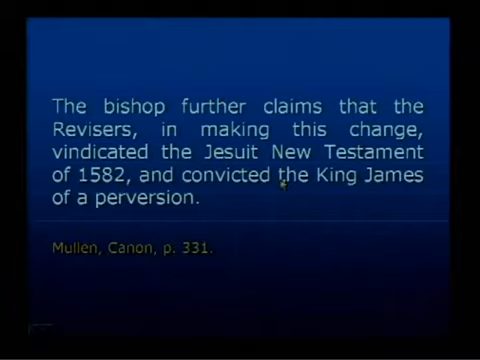 The bishop further claims that the
Revisers, in making this change,
vindicated the Jesuit New Testament
of 1582, and convicted the King James
of a perversion.
Mullen, Canon, p. 331.